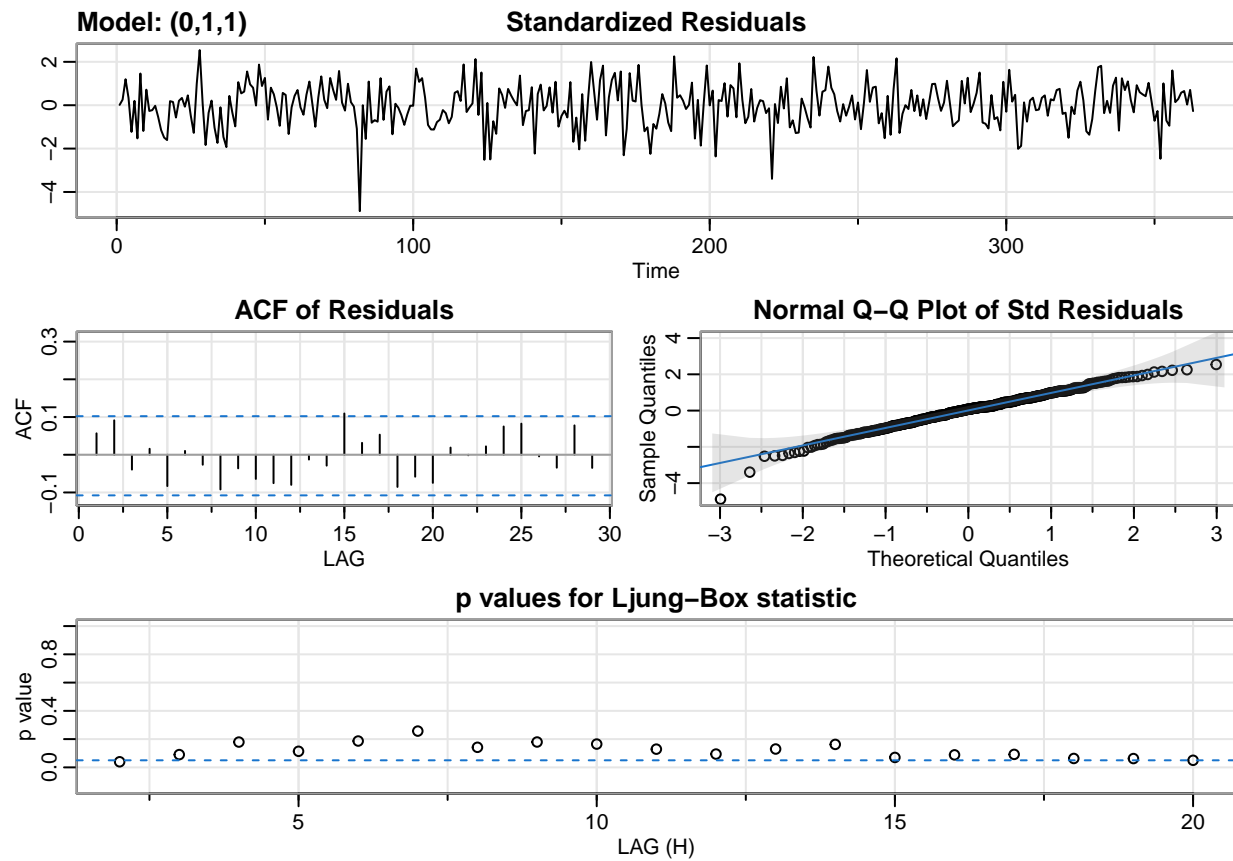 Model: (0,1,1) Standardized Residuals
2
0
−2
−4
0 100 200 300
Time
ACF of Residuals
0.3
0.1
−0.1
ACF
0 5 10 15 20 25 30
LAG
Normal Q−Q Plot of Std Residuals
4
2
0
−4
Sample Quantiles
−3 −2 −1 0 1 2 3
Theoretical Quantiles
p values for Ljung−Box statistic
0.8
0.4
0.0
p value
5 10 15 20
LAG (H)